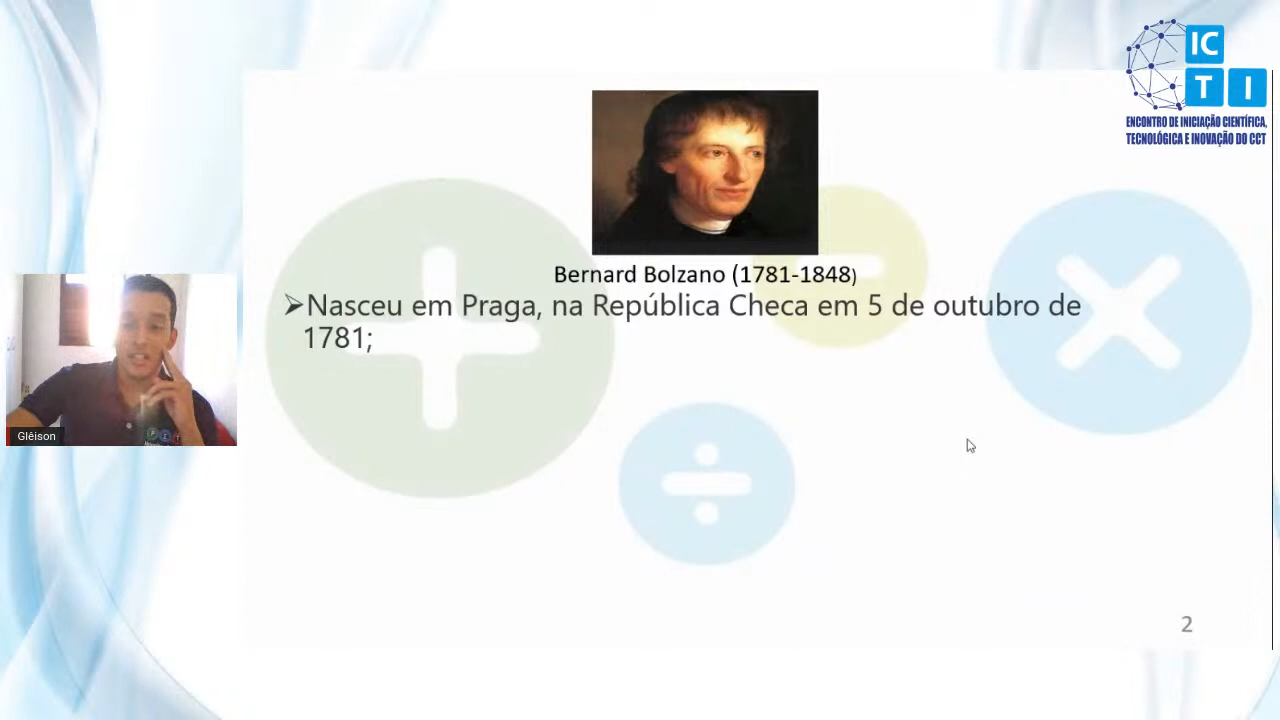 IC
T I
ENCONTRO DE INICIAÇÃO CIENTÍFICA,
TECNOLÓGICA E INOVAÇÃO DO CCT
Bernard Bolzano (1781-1848)
➢Nasceu em Praga, na República Checa em 5 de outubro de
1781;
Glêison
P E T
2